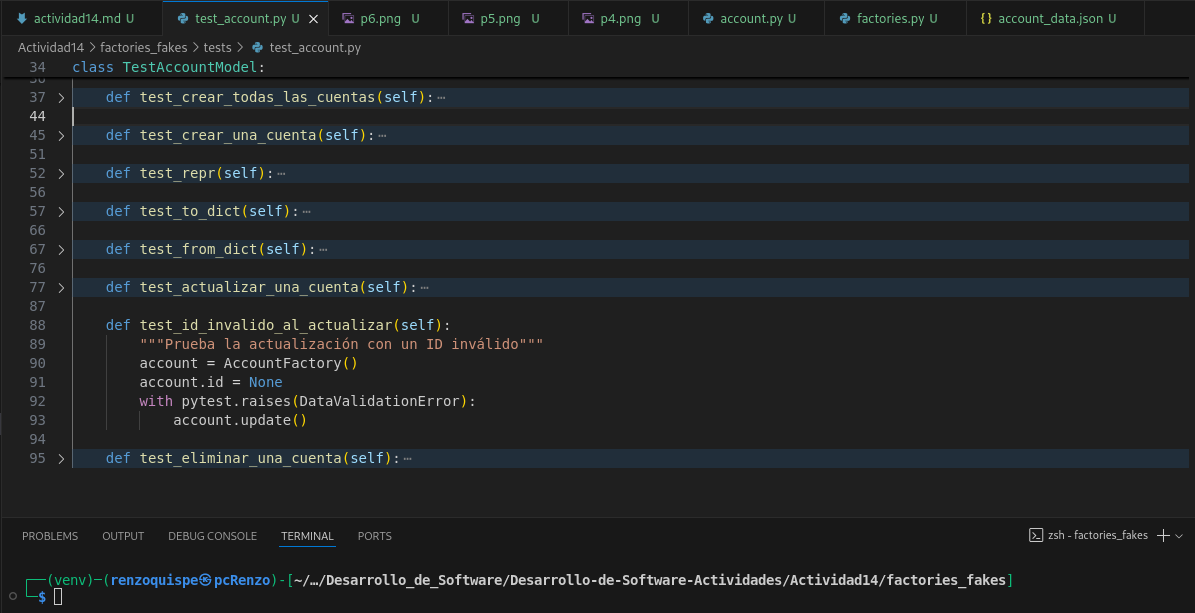 actividad14.md U test_account.py U p6.png U p5.png U p4.png U account.py U factories.py U {} account_data.json U
Actividad14 > factories_fakes > tests > test_account.py
34 class TestAccountModel:
37 def test_crear_todas_las_cuentas(self): ⋯
44
45 def test_crear_una_cuenta(self): ⋯
51
52 def test_repr(self): ⋯
56
57 def test_to_dict(self): ⋯
66
67 def test_from_dict(self): ⋯
76
77 def test_actualizar_una_cuenta(self): ⋯
87
88 def test_id_invalido_al_actualizar(self):
89 """Prueba la actualización con un ID inválido"""
90 account = AccountFactory()
91 account.id = None
92 with pytest.raises(DataValidationError):
93 account.update()
94
95 def test_eliminar_una_cuenta(self): ⋯
PROBLEMS OUTPUT DEBUG CONSOLE TERMINAL PORTS zsh - factories_fakes
(venv)─(renzoquispe㉿pcRenzo)-[~/…/Desarrollo_de_Software/Desarrollo-de-Software-Actividades/Actividad14/factories_fakes]
$